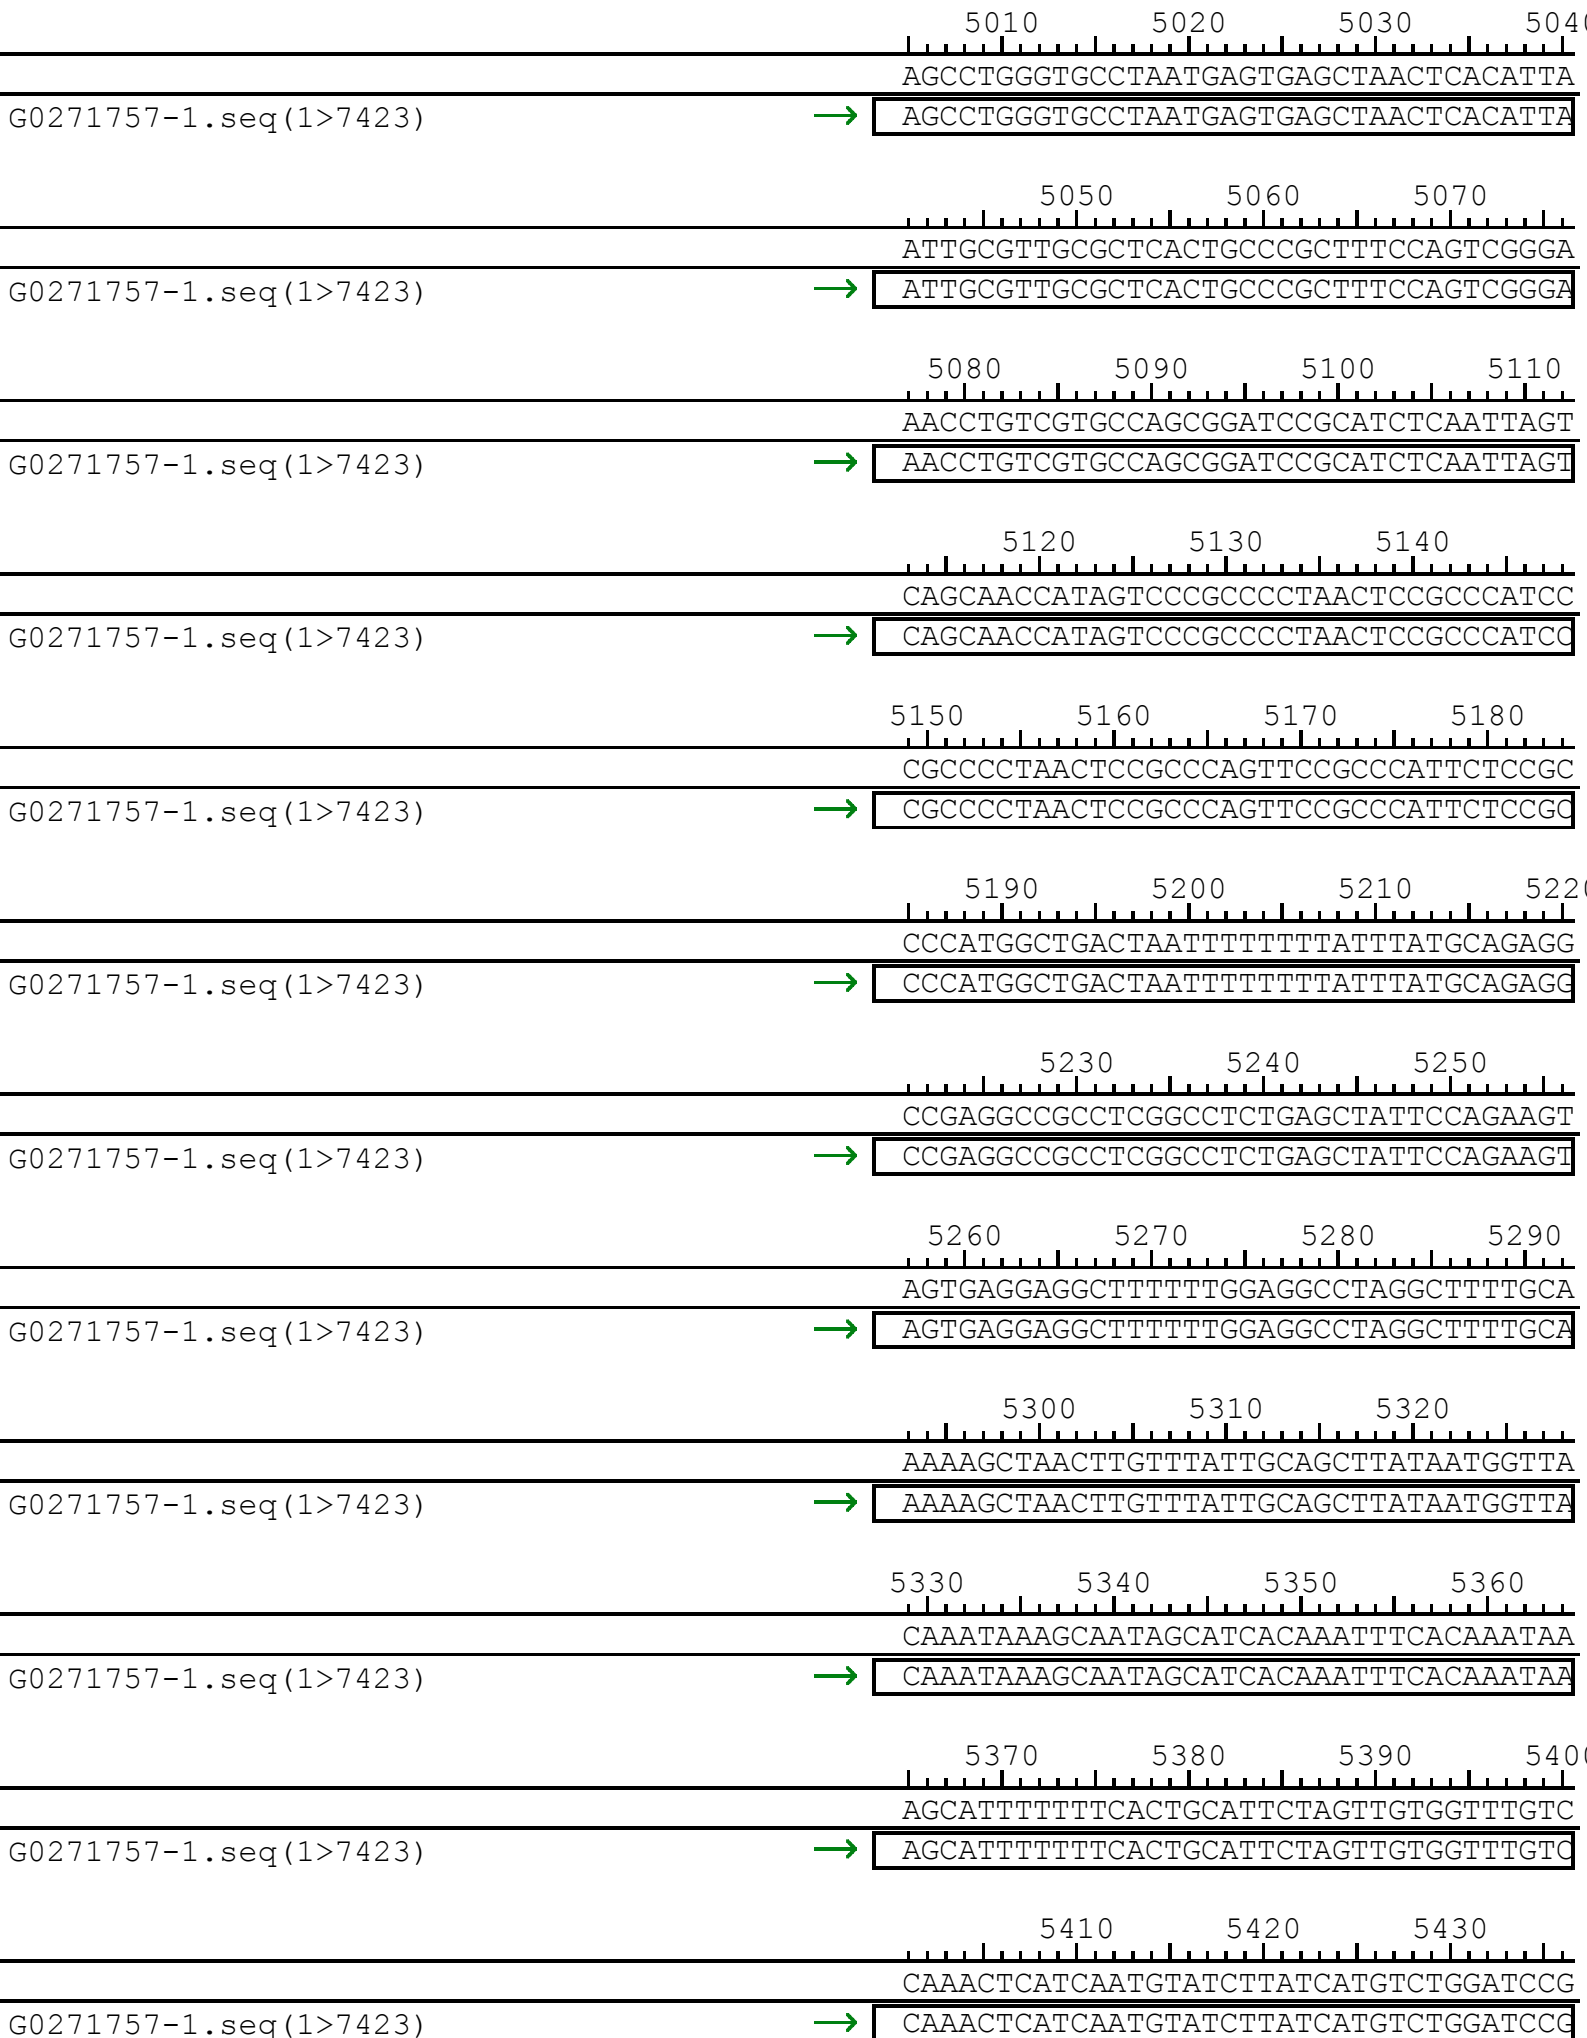 5010 5020 5030 5040
AGCCTGGGTGCCTAATGAGTGAGCTAACTCACATTA
G0271757-1.seq(1>7423) → AGCCTGGGTGCCTAATGAGTGAGCTAACTCACATTA
5050 5060 5070
ATTGCGTTGCGCTCACTGCCCGCTTTCCAGTCGGGA
G0271757-1.seq(1>7423) → ATTGCGTTGCGCTCACTGCCCGCTTTCCAGTCGGGA
5080 5090 5100 5110
AACCTGTCGTGCCAGCGGATCCGCATCTCAATTAGT
G0271757-1.seq(1>7423) → AACCTGTCGTGCCAGCGGATCCGCATCTCAATTAGT
5120 5130 5140
CAGCAACCATAGTCCCGCCCCTAACTCCGCCCATCC
G0271757-1.seq(1>7423) → CAGCAACCATAGTCCCGCCCCTAACTCCGCCCATCC
5150 5160 5170 5180
CGCCCCTAACTCCGCCCAGTTCCGCCCATTCTCCGC
G0271757-1.seq(1>7423) → CGCCCCTAACTCCGCCCAGTTCCGCCCATTCTCCGC
5190 5200 5210 5220
CCCATGGCTGACTAATTTTTTTTATTTATGCAGAGG
G0271757-1.seq(1>7423) → CCCATGGCTGACTAATTTTTTTTATTTATGCAGAGG
5230 5240 5250
CCGAGGCCGCCTCGGCCTCTGAGCTATTCCAGAAGT
G0271757-1.seq(1>7423) → CCGAGGCCGCCTCGGCCTCTGAGCTATTCCAGAAGT
5260 5270 5280 5290
AGTGAGGAGGCTTTTTTGGAGGCCTAGGCTTTTGCA
G0271757-1.seq(1>7423) → AGTGAGGAGGCTTTTTTGGAGGCCTAGGCTTTTGCA
5300 5310 5320
AAAAGCTAACTTGTTTATTGCAGCTTATAATGGTTA
G0271757-1.seq(1>7423) → AAAAGCTAACTTGTTTATTGCAGCTTATAATGGTTA
5330 5340 5350 5360
CAAATAAAGCAATAGCATCACAAATTTCACAAATAA
G0271757-1.seq(1>7423) → CAAATAAAGCAATAGCATCACAAATTTCACAAATAA
5370 5380 5390 5400
AGCATTTTTTTCACTGCATTCTAGTTGTGGTTTGTC
G0271757-1.seq(1>7423) → AGCATTTTTTTCACTGCATTCTAGTTGTGGTTTGTC
5410 5420 5430
CAAACTCATCAATGTATCTTATCATGTCTGGATCCG
G0271757-1.seq(1>7423) → CAAACTCATCAATGTATCTTATCATGTCTGGATCCG